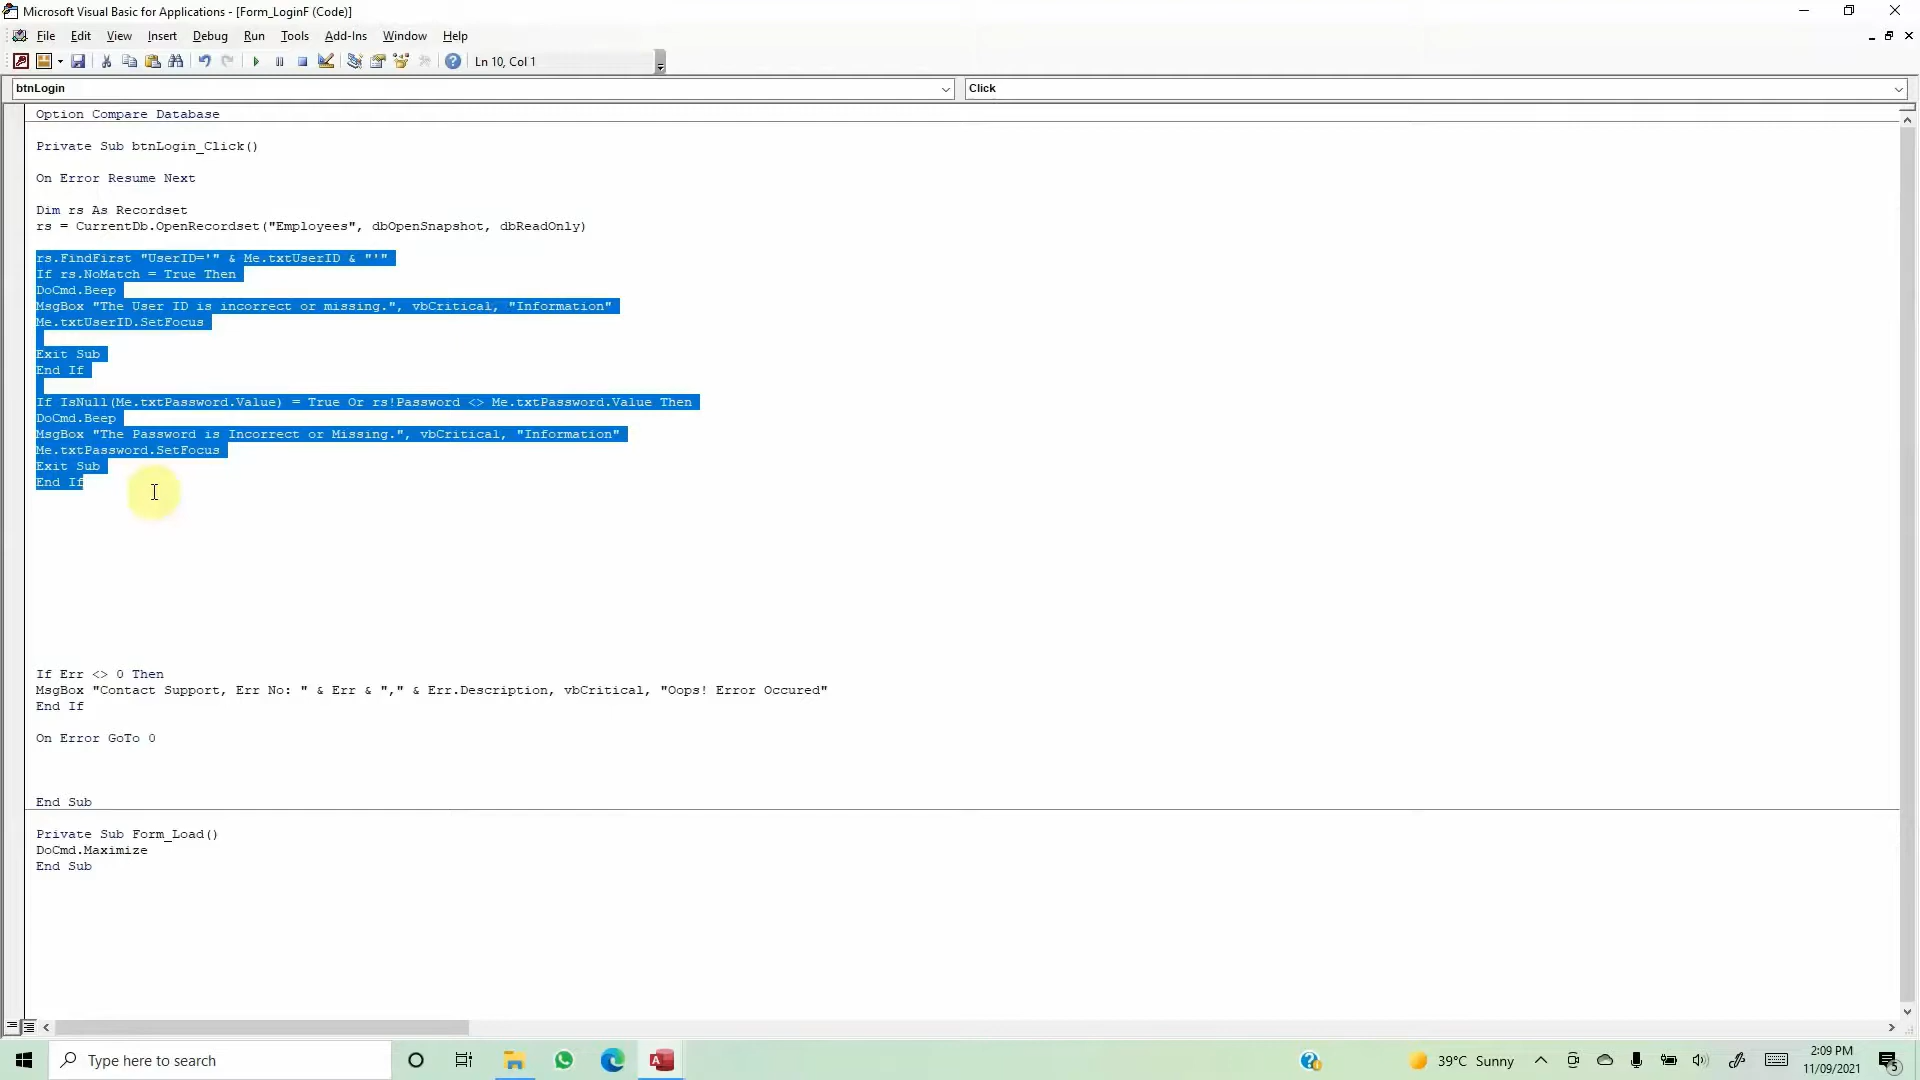 Microsoft Visual Basic for Applications - [Form_LoginF (Code)]
File Edit View Insert Debug Run Tools Add-Ins Window Help
Ln 10, Col 1
btnLogin
Click
Option Compare Database
Private Sub btnLogin_Click()
On Error Resume Next
Dim rs As Recordset
rs = CurrentDb.OpenRecordset("Employees", dbOpenSnapshot, dbReadOnly)
rs.FindFirst "UserID='" & Me.txtUserID & "'"
If rs.NoMatch = True Then
DoCmd.Beep
MsgBox "The User ID is incorrect or missing.", vbCritical, "Information"
Me.txtUserID.SetFocus
Exit Sub
End If
If IsNull(Me.txtPassword.Value) = True Or rs!Password <> Me.txtPassword.Value Then
DoCmd.Beep
MsgBox "The Password is Incorrect or Missing.", vbCritical, "Information"
Me.txtPassword.SetFocus
Exit Sub
End If
If Err <> 0 Then
MsgBox "Contact Support, Err No: " & Err & "," & Err.Description, vbCritical, "Oops! Error Occured"
End If
On Error GoTo 0
End Sub
Private Sub Form_Load()
DoCmd.Maximize
End Sub
Type here to search
39°C Sunny
2:09 PM
11/09/2021
5